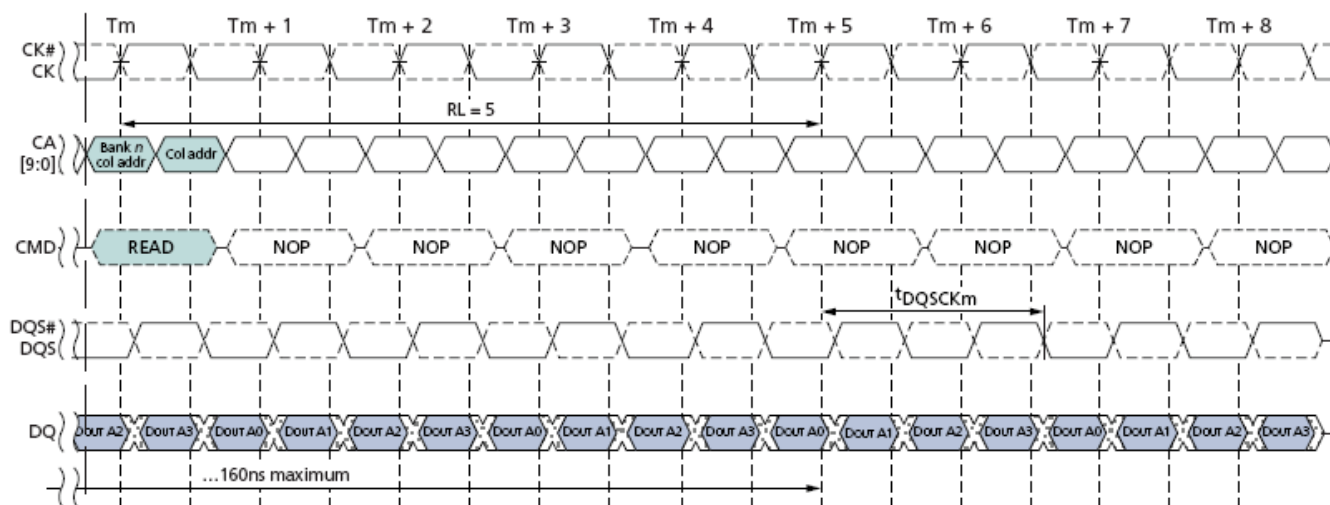 Tm Tm + 1 Tm + 2 Tm + 3 Tm + 4 Tm + 5 Tm + 6 Tm + 7 Tm + 8
CK#
CK
RL = 5
CA
[9:0]
Bank n
col addr
Col addr
CMD READ NOP NOP NOP NOP NOP NOP NOP NOP
tDQSCKm
DQS#
DQS
DQ DOUT A2 DOUT A3 DOUT A0 DOUT A1 DOUT A2 DOUT A3 DOUT A0 DOUT A1 DOUT A2 DOUT A3 DOUT A0 DOUT A1 DOUT A2 DOUT A3 DOUT A0 DOUT A1 DOUT A2 DOUT A3
...160ns maximum